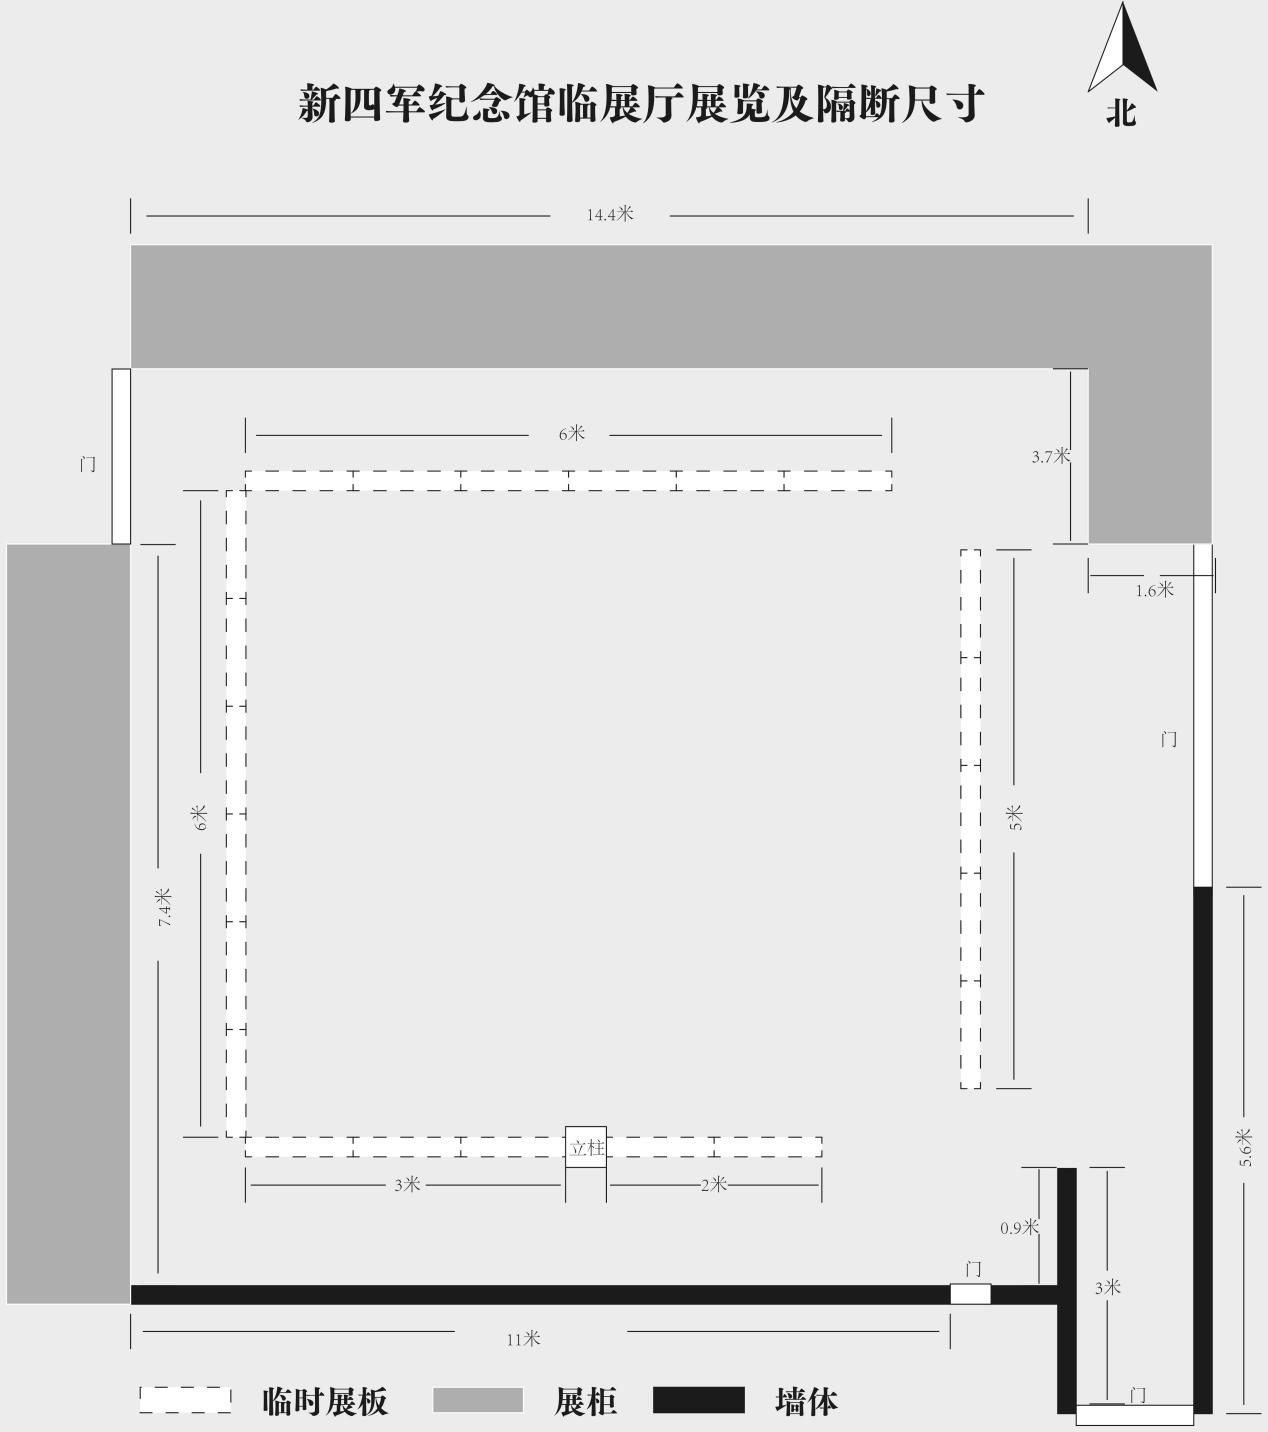 北
新四军纪念馆临展厅展览及隔断尺寸
14.4米
6米
3.7米
门
1.6米
门
6米
5米
7.4米
立柱
3米
2米
5.6米
0.9米
门
3米
11米
门
临时展板
展柜
墙体